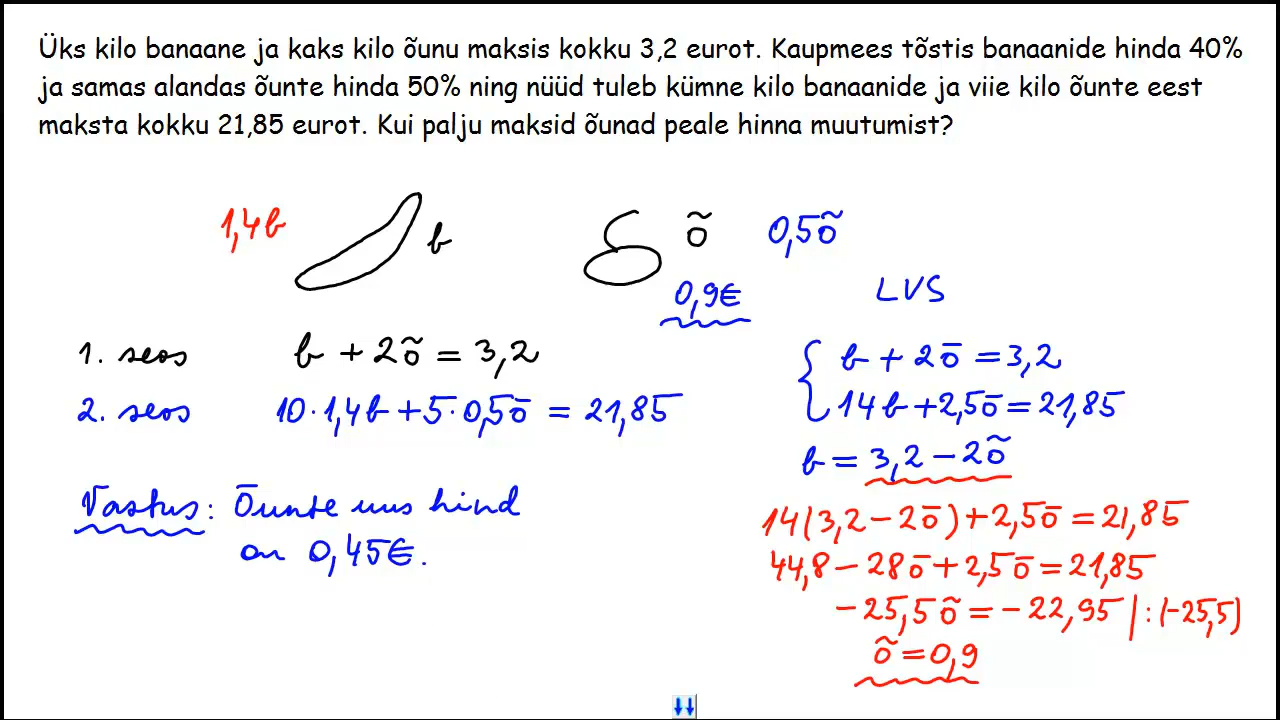 Üks kilo banaane ja kaks kilo õunu maksis kokku 3,2 eurot. Kaupmees tõstis banaanide hinda 40%
ja samas alandas õunte hinda 50% ning nüüd tuleb kümne kilo banaanide ja viie kilo õunte eest
maksta kokku 21,85 eurot. Kui palju maksid õunad peale hinna muutumist?
1,4b
b
õ
0,5õ
0,9€
LVS
1. seos b + 2õ = 3,2
2. seos 10·1,4b + 5·0,5õ = 21,85
Vastus: Õunte uus hind
on 0,45€.
{ b + 2õ = 3,2
14b + 2,5õ = 21,85
b = 3,2 - 2õ
14(3,2 - 2õ) + 2,5õ = 21,85
44,8 - 28õ + 2,5õ = 21,85
-25,5õ = -22,95 | : (-25,5)
õ = 0,9